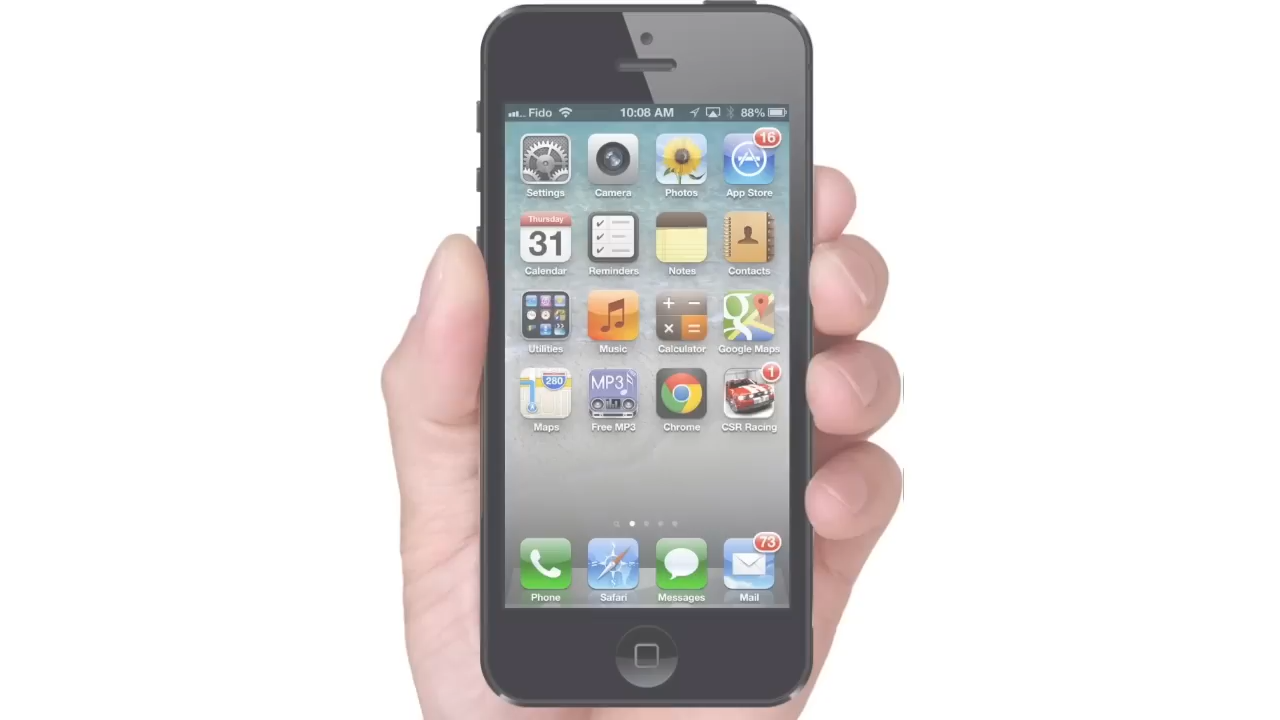 Fido 10:08 AM 88%
16
Settings Camera Photos App Store
Thursday
31
Calendar Reminders Notes Contacts
Utilities Music Calculator Google Maps
280 MP3 1
Maps Free MP3 Chrome CSR Racing
73
Phone Safari Messages Mail